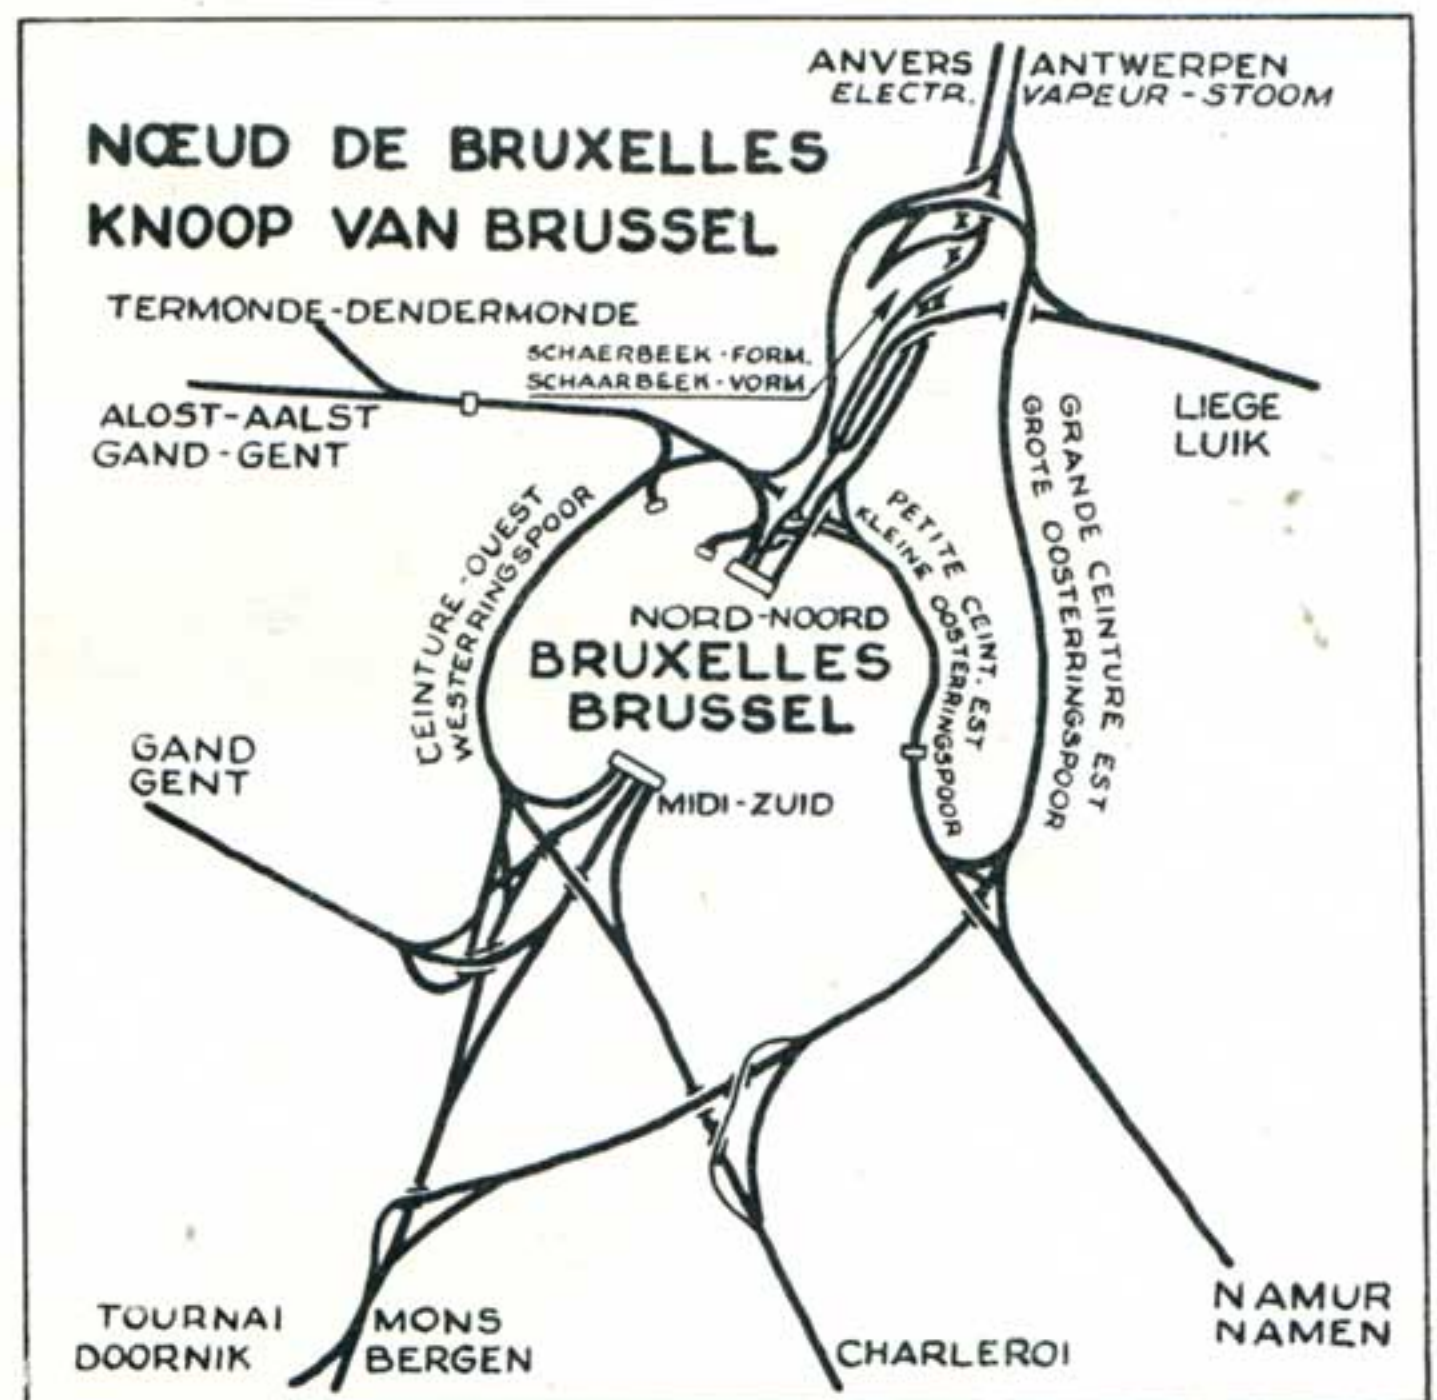 ANVERS
ELECTR.
ANTWERPEN
VAPEUR - STOOM
NŒUD DE BRUXELLES
KNOOP VAN BRUSSEL
TERMONDE-DENDERMONDE
SCHAERBEEK-FORM.
SCHAARBEEK-VORM.
ALOST-AALST
GAND-GENT
LIEGE
LUIK
CEINTURE-OUEST
WESTERRINGSPOOR
PETITE CEINT. EST
KLEINE OOSTERRINGSPOOR
GRANDE CEINTURE EST
GROTE OOSTERRINGSPOOR
NORD-NOORD
BRUXELLES
BRUSSEL
GAND
GENT
MIDI-ZUID
TOURNAI
DOORNIK
MONS
BERGEN
CHARLEROI
NAMUR
NAMEN